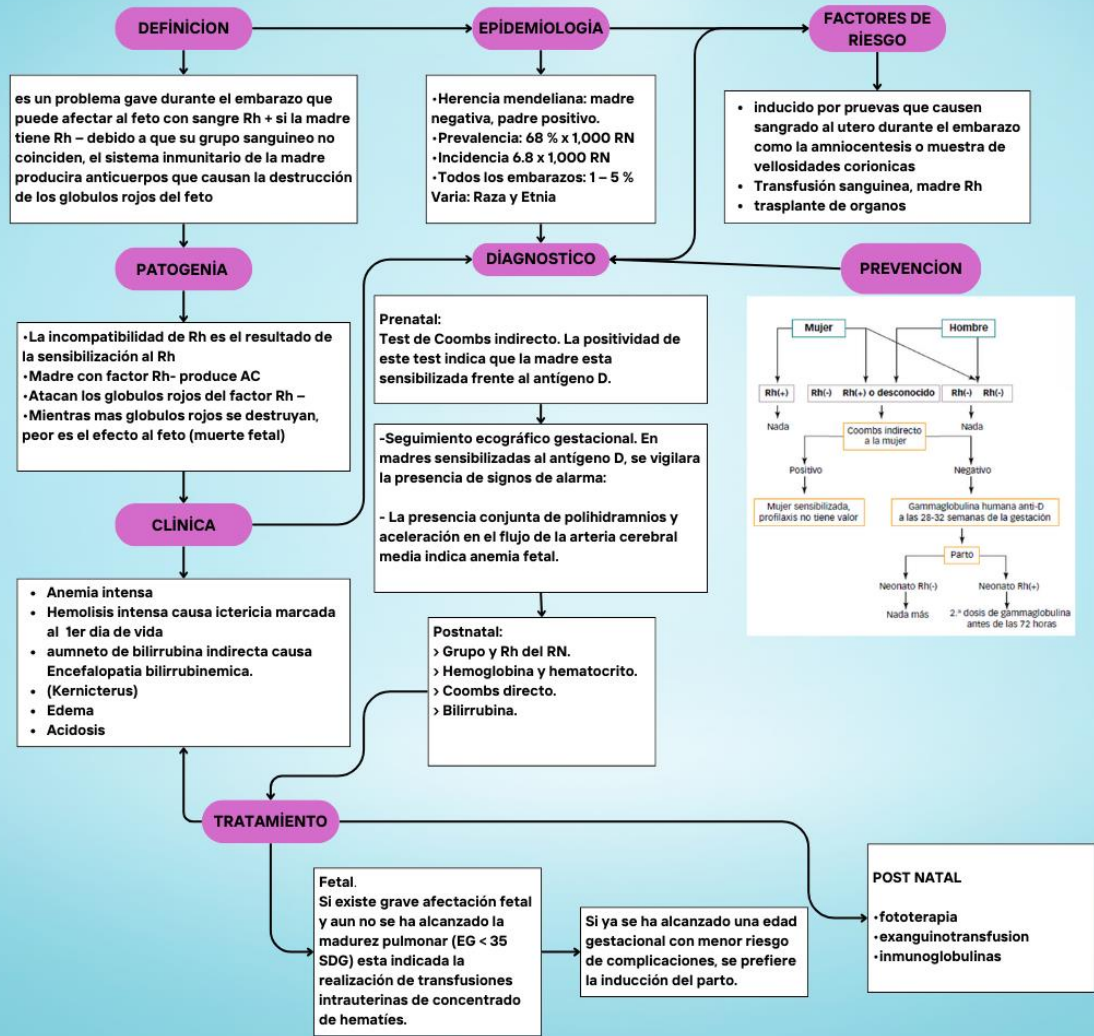 DEFINICION
EPİDEMİOLOGİA
FACTORES DE
RİESGO
es un problema gave durante el embarazo que
puede afectar al feto con sangre Rh + si la madre
tiene Rh – debido a que su grupo sanguineo no
coinciden, el sistema inmunitario de la madre
producira anticuerpos que causan la destrucción
de los globulos rojos del feto
•Herencia mendeliana: madre
negativa, padre positivo.
•Prevalencia: 68 % x 1,000 RN
•Incidencia 6.8 x 1,000 RN
•Todos los embarazos: 1 – 5 %
Varia: Raza y Etnia
• inducido por pruevas que causen
sangrado al utero durante el embarazo
como la amniocentesis o muestra de
vellosidades corionicas
• Transfusión sanguinea, madre Rh
• trasplante de organos
PATOGENİA
DİAGNOSTİCO
PREVENCİON
•La incompatibilidad de Rh es el resultado de
la sensibilización al Rh
•Madre con factor Rh- produce AC
•Atacan los globulos rojos del factor Rh –
•Mientras mas globulos rojos se destruyan,
peor es el efecto al feto (muerte fetal)
Prenatal:
Test de Coombs indirecto. La positividad de
este test indica que la madre esta
sensibilizada frente al antígeno D.
-Seguimiento ecográfico gestacional. En
madres sensibilizadas al antígeno D, se vigilara
la presencia de signos de alarma:
- La presencia conjunta de polihidramnios y
aceleración en el flujo de la arteria cerebral
media indica anemia fetal.
Mujer
Hombre
Rh(+)
Rh(-) Rh(+) o desconocido
Rh(-) Rh(-)
Nada
Coombs indirecto
a la mujer
Nada
Positivo
Negativo
Mujer sensibilizada,
profilaxis no tiene valor
Gammaglobulina humana anti-D
a las 28-32 semanas de la gestación
Parto
Neonato Rh(-)
Neonato Rh(+)
Nada más
2.ª dosis de gammaglobulina
antes de las 72 horas
CLİNİCA
• Anemia intensa
• Hemolisis intensa causa ictericia marcada
al 1er dia de vida
• aumneto de bilirrubina indirecta causa
Encefalopatia bilirrubinemica.
• (Kernicterus)
• Edema
• Acidosis
Postnatal:
> Grupo y Rh del RN.
> Hemoglobina y hematocrito.
> Coombs directo.
> Bilirrubina.
TRATAMİENTO
Fetal.
Si existe grave afectación fetal
y aun no se ha alcanzado la
madurez pulmonar (EG < 35
SDG) esta indicada la
realización de transfusiones
intrauterinas de concentrado
de hematíes.
Si ya se ha alcanzado una edad
gestacional con menor riesgo
de complicaciones, se prefiere
la inducción del parto.
POST NATAL
•fototerapia
•exanguinotransfusion
•inmunoglobulinas